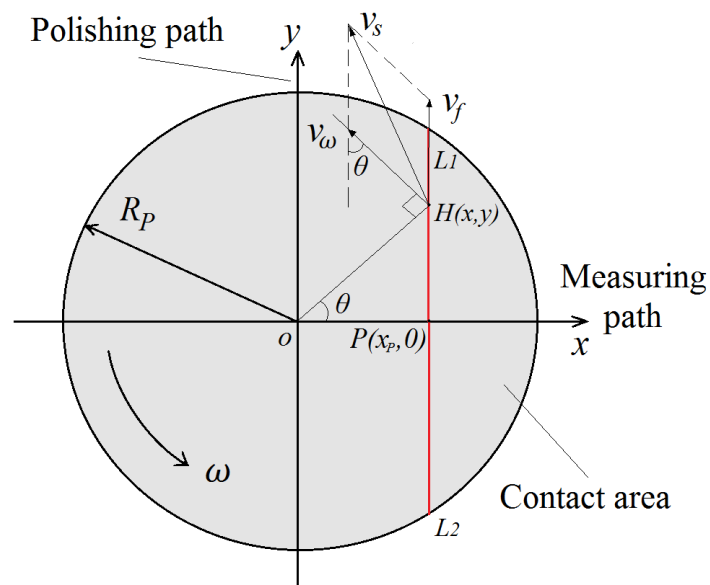 Polishing path
y
v_s
v_f
v_ω
θ
L1
R_P
H(x,y)
Measuring
path
θ
o
P(x_P,0)
x
ω
Contact area
L2